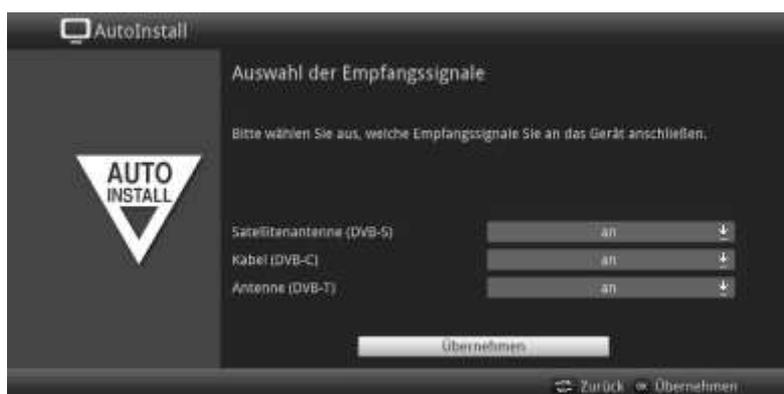 AutoInstall
Auswahl der Empfangssignale
Bitte wählen Sie aus, welche Empfangssignale Sie an das Gerät anschließen.
AUTO
INSTALL
Satellitenantenne (DVB-S) an
Kabel (DVB-C) an
Antenne (DVB-T) an
Übernehmen
Zurück OK Übernehmen